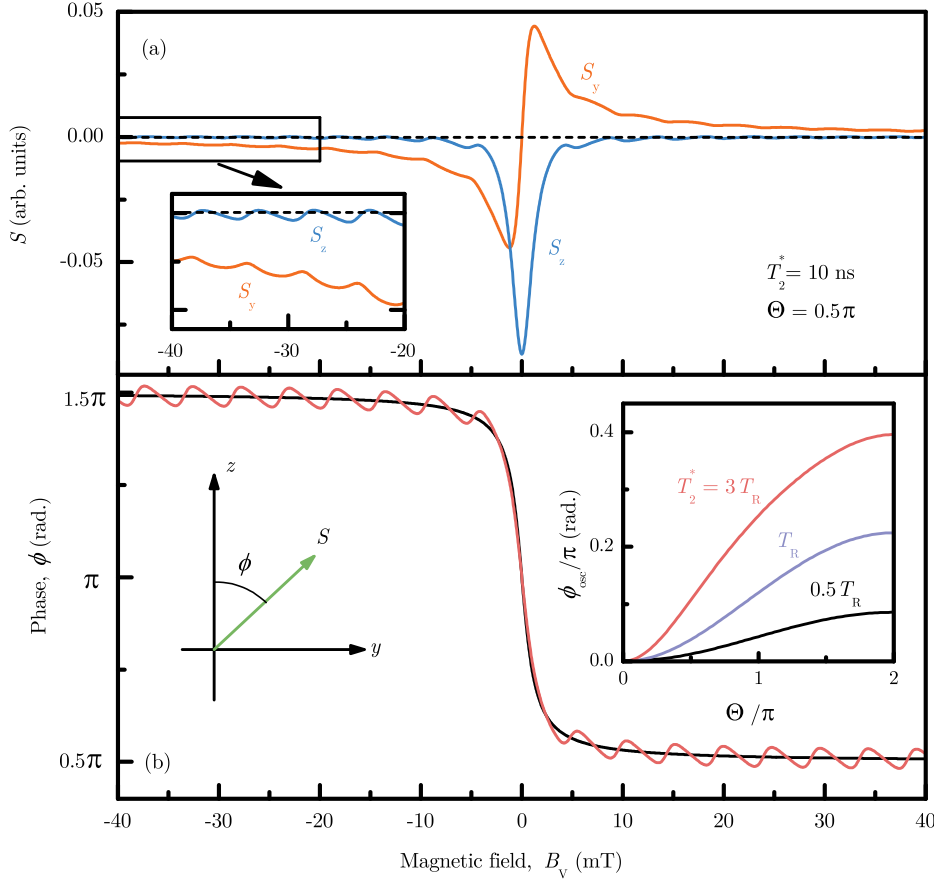 0.05
(a)
S_y
0.00
S (arb. units)
S_z
S_z
-0.05
T_2^* = 10 ns
Θ = 0.5π
S_y
-40 -30 -20
1.5π
z
S
ϕ
y
π
Phase, ϕ (rad.)
0.4
T_2^* = 3 T_R
ϕ_osc/π (rad.)
T_R
0.2
0.5 T_R
0.0
0 1 2
Θ /π
0.5π
(b)
-40 -30 -20 -10 0 10 20 30 40
Magnetic field, B_V (mT)